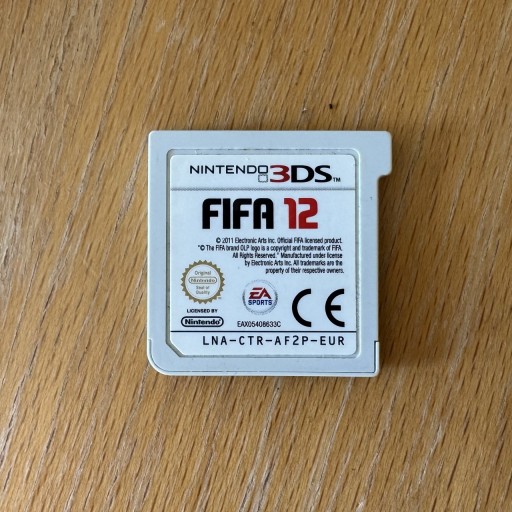 NINTENDO 3DS™
FIFA 12
© 2011 Electronic Arts Inc. Official FIFA licensed product.
"© The FIFA brand OLP logo is a copyright and trademark of FIFA.
All Rights Reserved." Manufactured under license
by Electronic Arts Inc. All trademarks are the
property of their respective owners.
Original
Nintendo
Seal of
Quality
EA
SPORTS
CE
LICENSED BY
Nintendo
EAX05408633C
LNA-CTR-AF2P-EUR